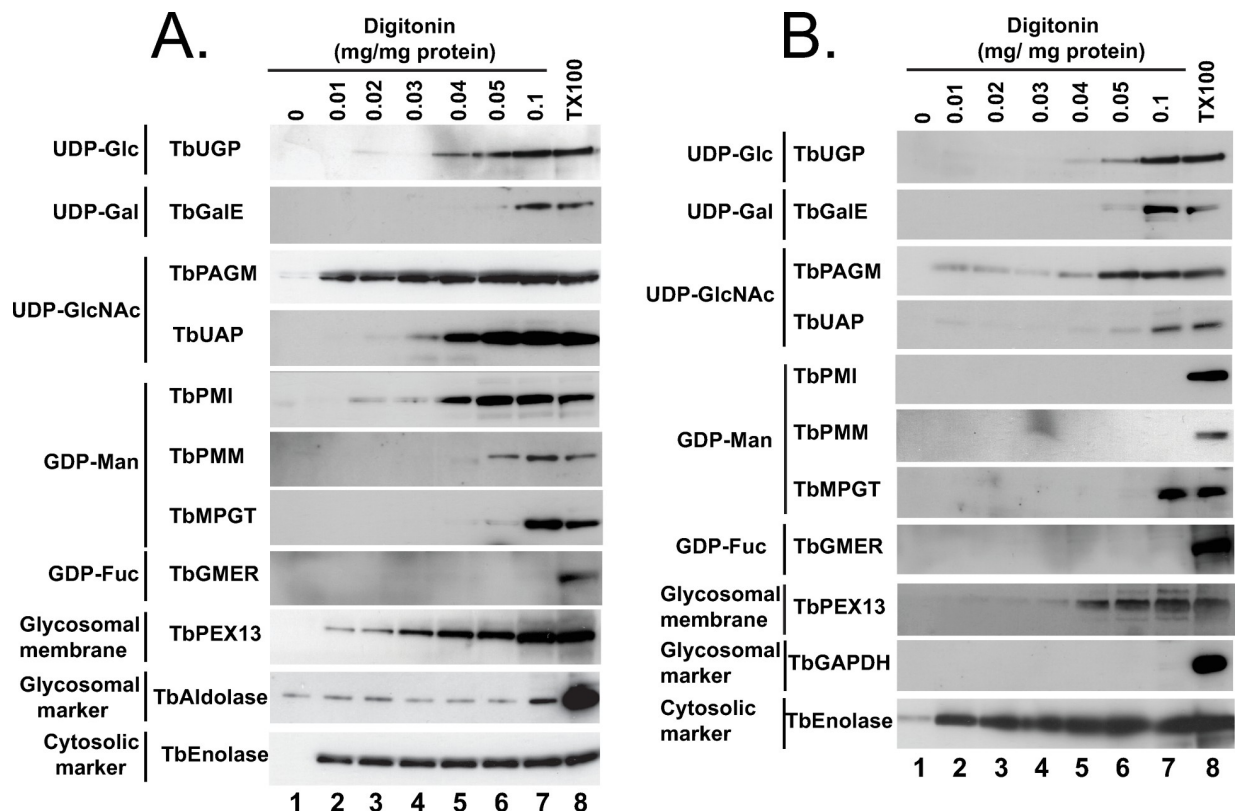 A.
Digitonin
(mg/mg protein)
0 0.01 0.02 0.03 0.04 0.05 0.1 TX100
UDP-Glc TbUGP
UDP-Gal TbGalE
UDP-GlcNAc
TbPAGM
TbUAP
GDP-Man
TbPMI
TbPMM
TbMPGT
GDP-Fuc TbGMER
Glycosomal
membrane
TbPEX13
Glycosomal
marker
TbAldolase
Cytosolic
marker
TbEnolase
1 2 3 4 5 6 7 8
B.
Digitonin
(mg/ mg protein)
0 0.01 0.02 0.03 0.04 0.05 0.1 TX100
UDP-Glc TbUGP
UDP-Gal TbGalE
UDP-GlcNAc
TbPAGM
TbUAP
GDP-Man
TbPMI
TbPMM
TbMPGT
GDP-Fuc TbGMER
Glycosomal
membrane
TbPEX13
Glycosomal
marker
TbGAPDH
Cytosolic
marker
TbEnolase
1 2 3 4 5 6 7 8